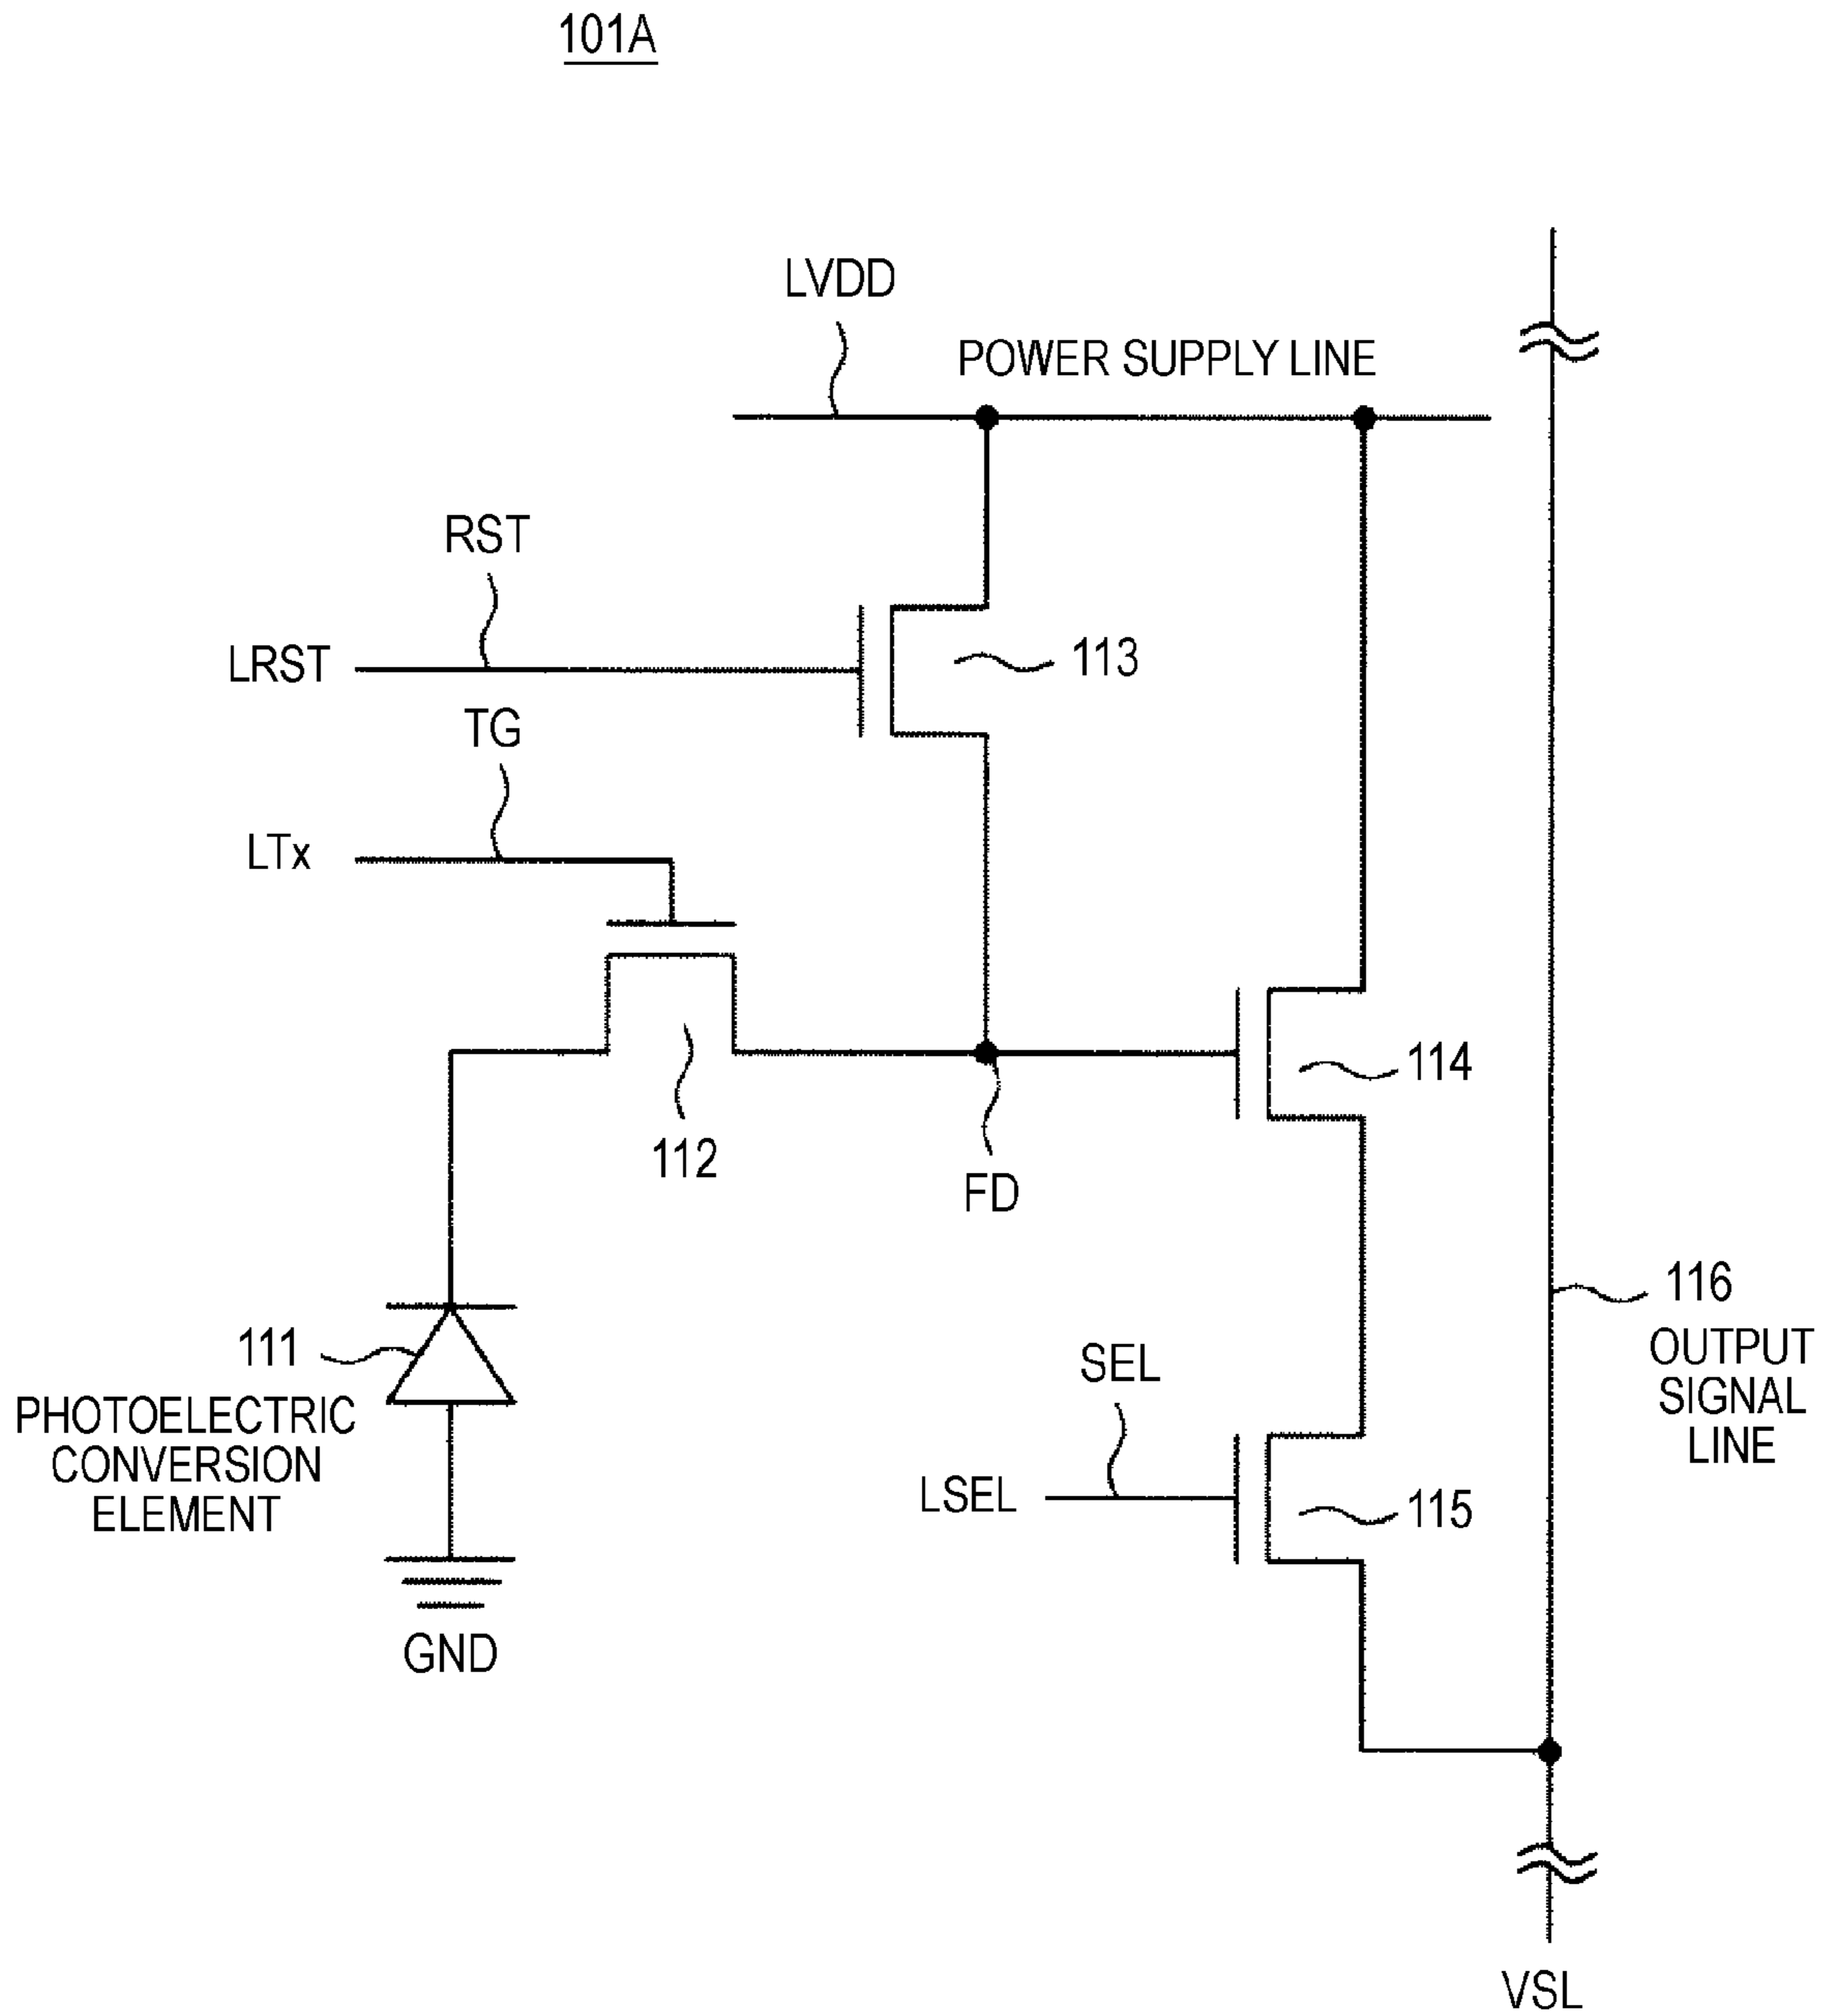 101A
LVDD
POWER SUPPLY LINE
RST
LRST
113
TG
LTx
114
112
FD
116
OUTPUT
SIGNAL
LINE
111
PHOTOELECTRIC
CONVERSION
ELEMENT
SEL
LSEL
115
GND
VSL